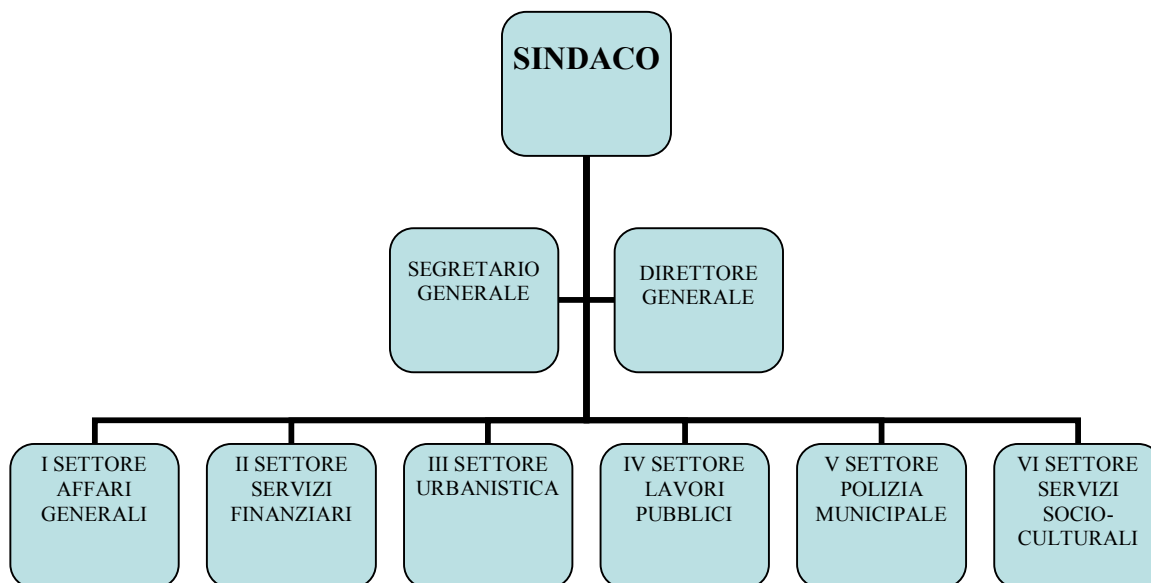 SINDACO
SEGRETARIO
GENERALE
DIRETTORE
GENERALE
I SETTORE
AFFARI
GENERALI
II SETTORE
SERVIZI
FINANZIARI
III SETTORE
URBANISTICA
IV SETTORE
LAVORI
PUBBLICI
V SETTORE
POLIZIA
MUNICIPALE
VI SETTORE
SERVIZI
SOCIO-
CULTURALI